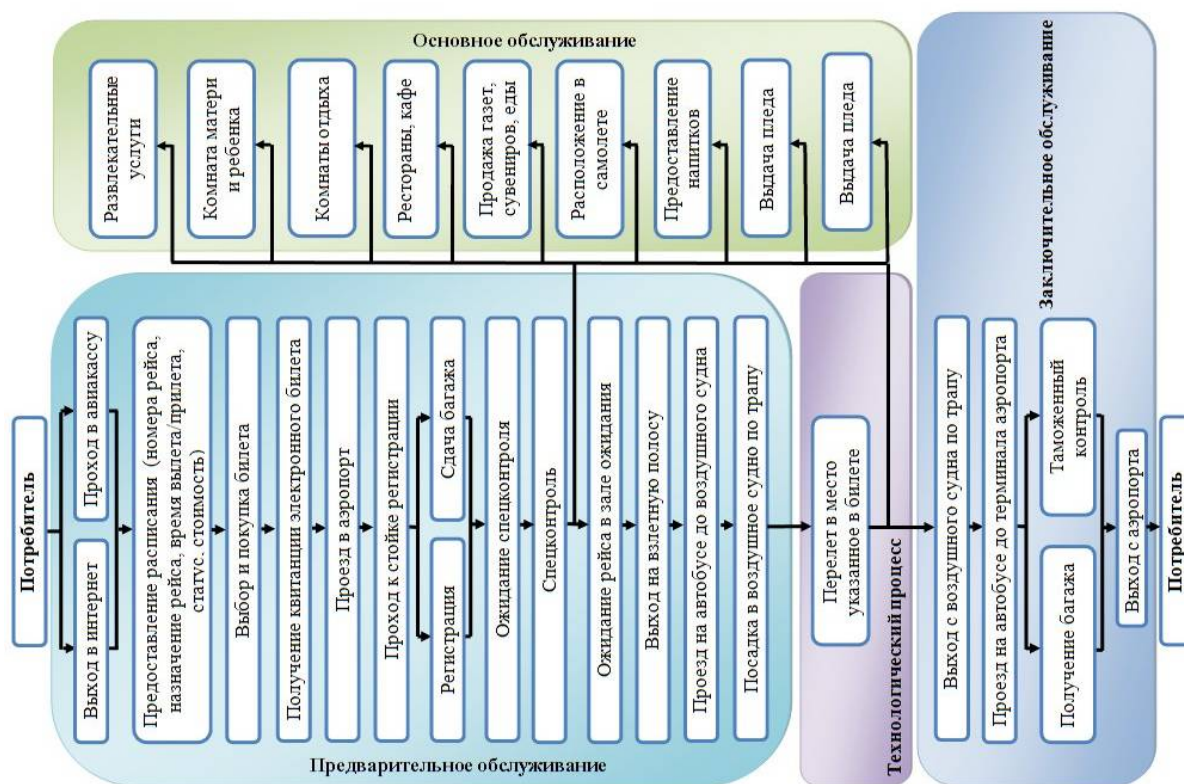 Потребитель
Выход в интернет
Проход в авиакассу
Предоставление расписания (номера рейса,
назначение рейса, время вылета/прилета,
статус. стоимость)
Выбор и покупка билета
Получение квитанции электронного билета
Проезд в аэропорт
Проход к стойке регистрации
Регистрация
Сдача багажа
Ожидание спецконтроля
Спецконтроль
Ожидание рейса в зале ожидания
Выход на взлетную полосу
Проезд на автобусе до воздушного судна
Посадка в воздушное судно по трапу
Предварительное обслуживание
Основное обслуживание
Развлекательные
услуги
Комната матери
и ребенка
Комнаты отдыха
Рестораны, кафе
Продажа газет,
сувениров, еды
Расположение в
самолете
Предоставление
напитков
Выдача пледа
Выдача пледа
Перелет в место
указанное в билете
Технологический процесс
Выход с воздушного судна по трапу
Проезд на автобусе до терминала аэропорта
Получение багажа
Таможенный
контроль
Выход с аэропорта
Заключительное обслуживание
Потребитель